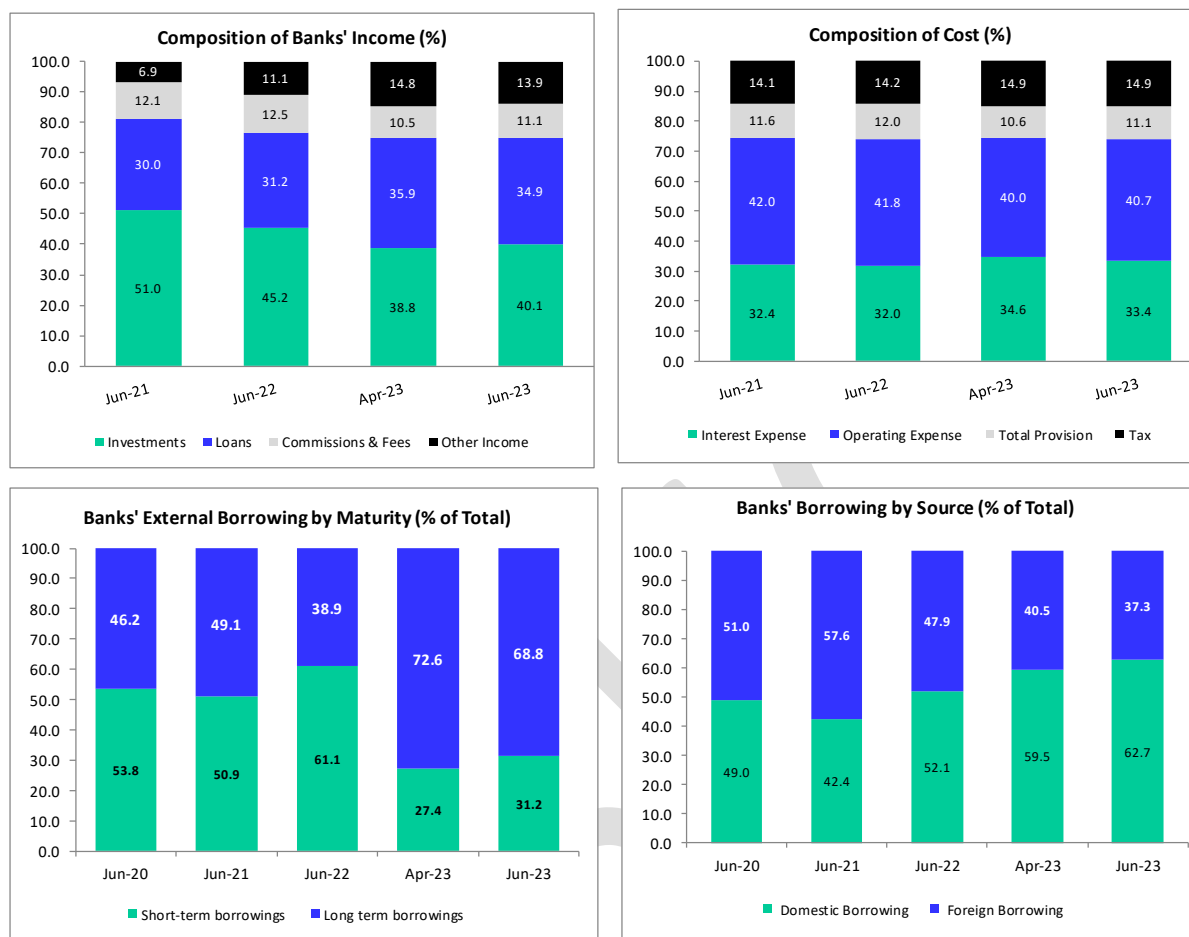 Composition of Banks' Income (%)
100.0
90.0
80.0
70.0
60.0
50.0
40.0
30.0
20.0
10.0
0.0
6.9 11.1 14.8 13.9
12.1 12.5 10.5 11.1
30.0 31.2 35.9 34.9
51.0 45.2 38.8 40.1
Jun-21 Jun-22 Apr-23 Jun-23
Investments Loans Commissions & Fees Other Income
Composition of Cost (%)
100.0
90.0
80.0
70.0
60.0
50.0
40.0
30.0
20.0
10.0
0.0
14.1 14.2 14.9 14.9
11.6 12.0 10.6 11.1
42.0 41.8 40.0 40.7
32.4 32.0 34.6 33.4
Jun-21 Jun-22 Apr-23 Jun-23
Interest Expense Operating Expense Total Provision Tax
Banks' External Borrowing by Maturity (% of Total)
100.0
90.0
80.0
70.0
60.0
50.0
40.0
30.0
20.0
10.0
0.0
46.2 49.1 38.9 72.6 68.8
53.8 50.9 61.1 27.4 31.2
Jun-20 Jun-21 Jun-22 Apr-23 Jun-23
Short-term borrowings Long term borrowings
Banks' Borrowing by Source (% of Total)
100.0
90.0
80.0
70.0
60.0
50.0
40.0
30.0
20.0
10.0
0.0
51.0 57.6 47.9 40.5 37.3
49.0 42.4 52.1 59.5 62.7
Jun-20 Jun-21 Jun-22 Apr-23 Jun-23
Domestic Borrowing Foreign Borrowing